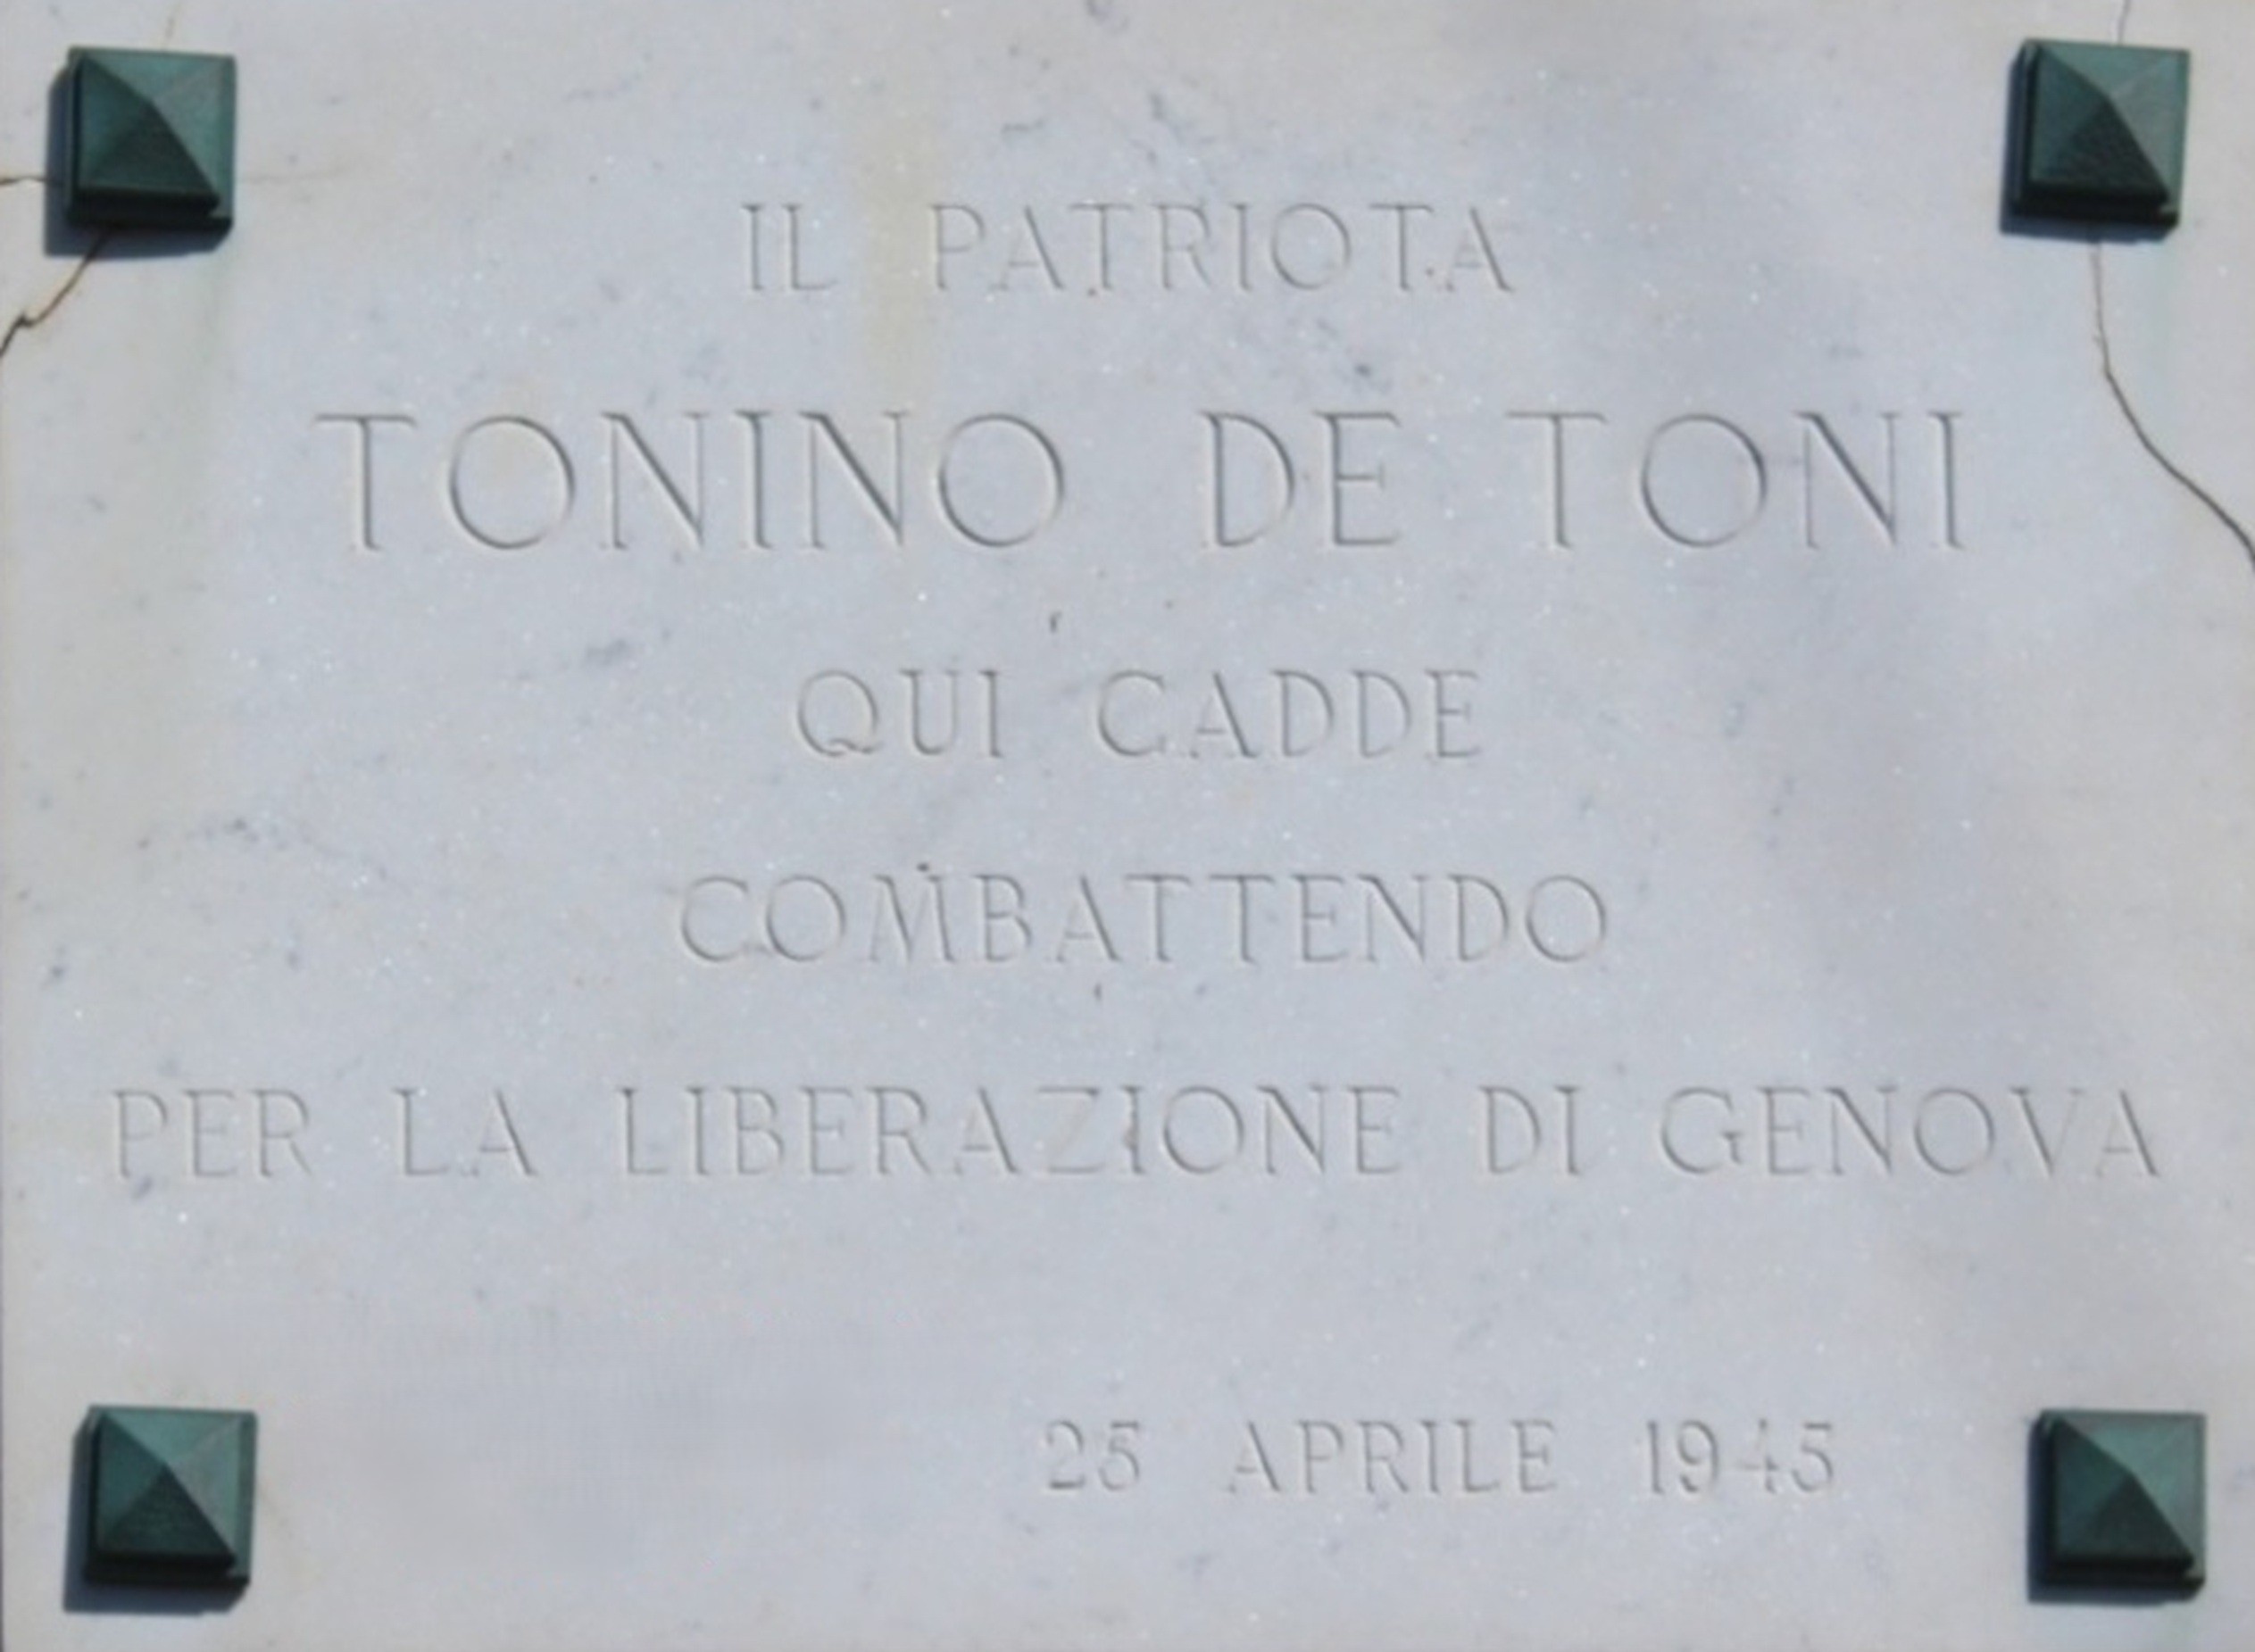 IL PATRIOTA
TONINO DE TONI
QUI CADDE
COMBATTENDO
PER LA LIBERAZIONE DI GENOVA
25 APRILE 1945